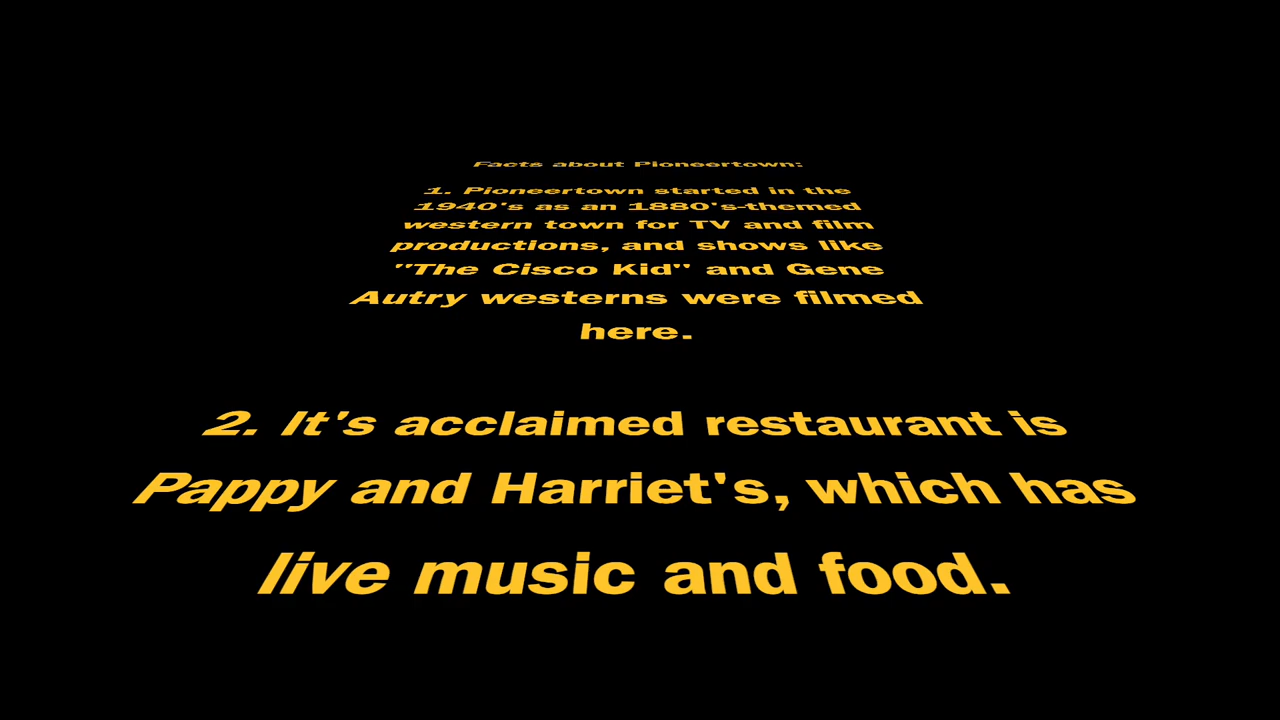 Facts about Pioneertown:
1. Pioneertown started in the
1940's as an 1880's-themed
western town for TV and film
productions, and shows like
"The Cisco Kid" and Gene
Autry westerns were filmed
here.
2. It's acclaimed restaurant is
Pappy and Harriet's, which has
live music and food.